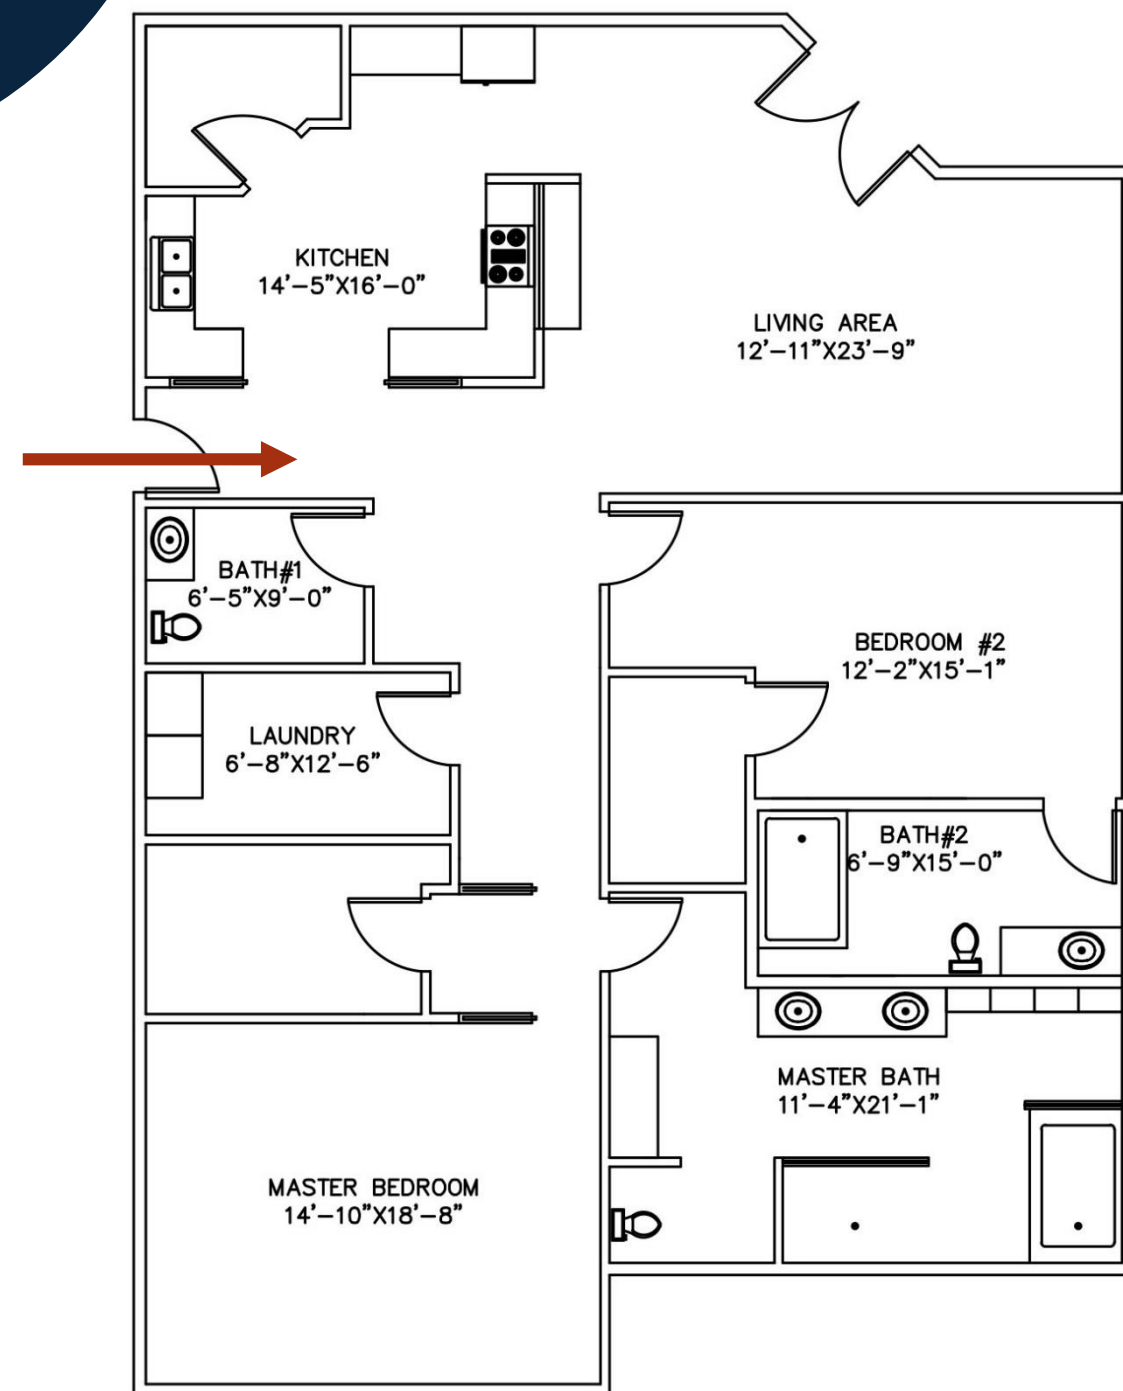 KITCHEN
14'-5"X16'-0"
LIVING AREA
12'-11"X23'-9"
BATH#1
6'-5"X9'-0"
BEDROOM #2
12'-2"X15'-1"
LAUNDRY
6'-8"X12'-6"
BATH#2
6'-9"X15'-0"
MASTER BATH
11'-4"X21'-1"
MASTER BEDROOM
14'-10"X18'-8"